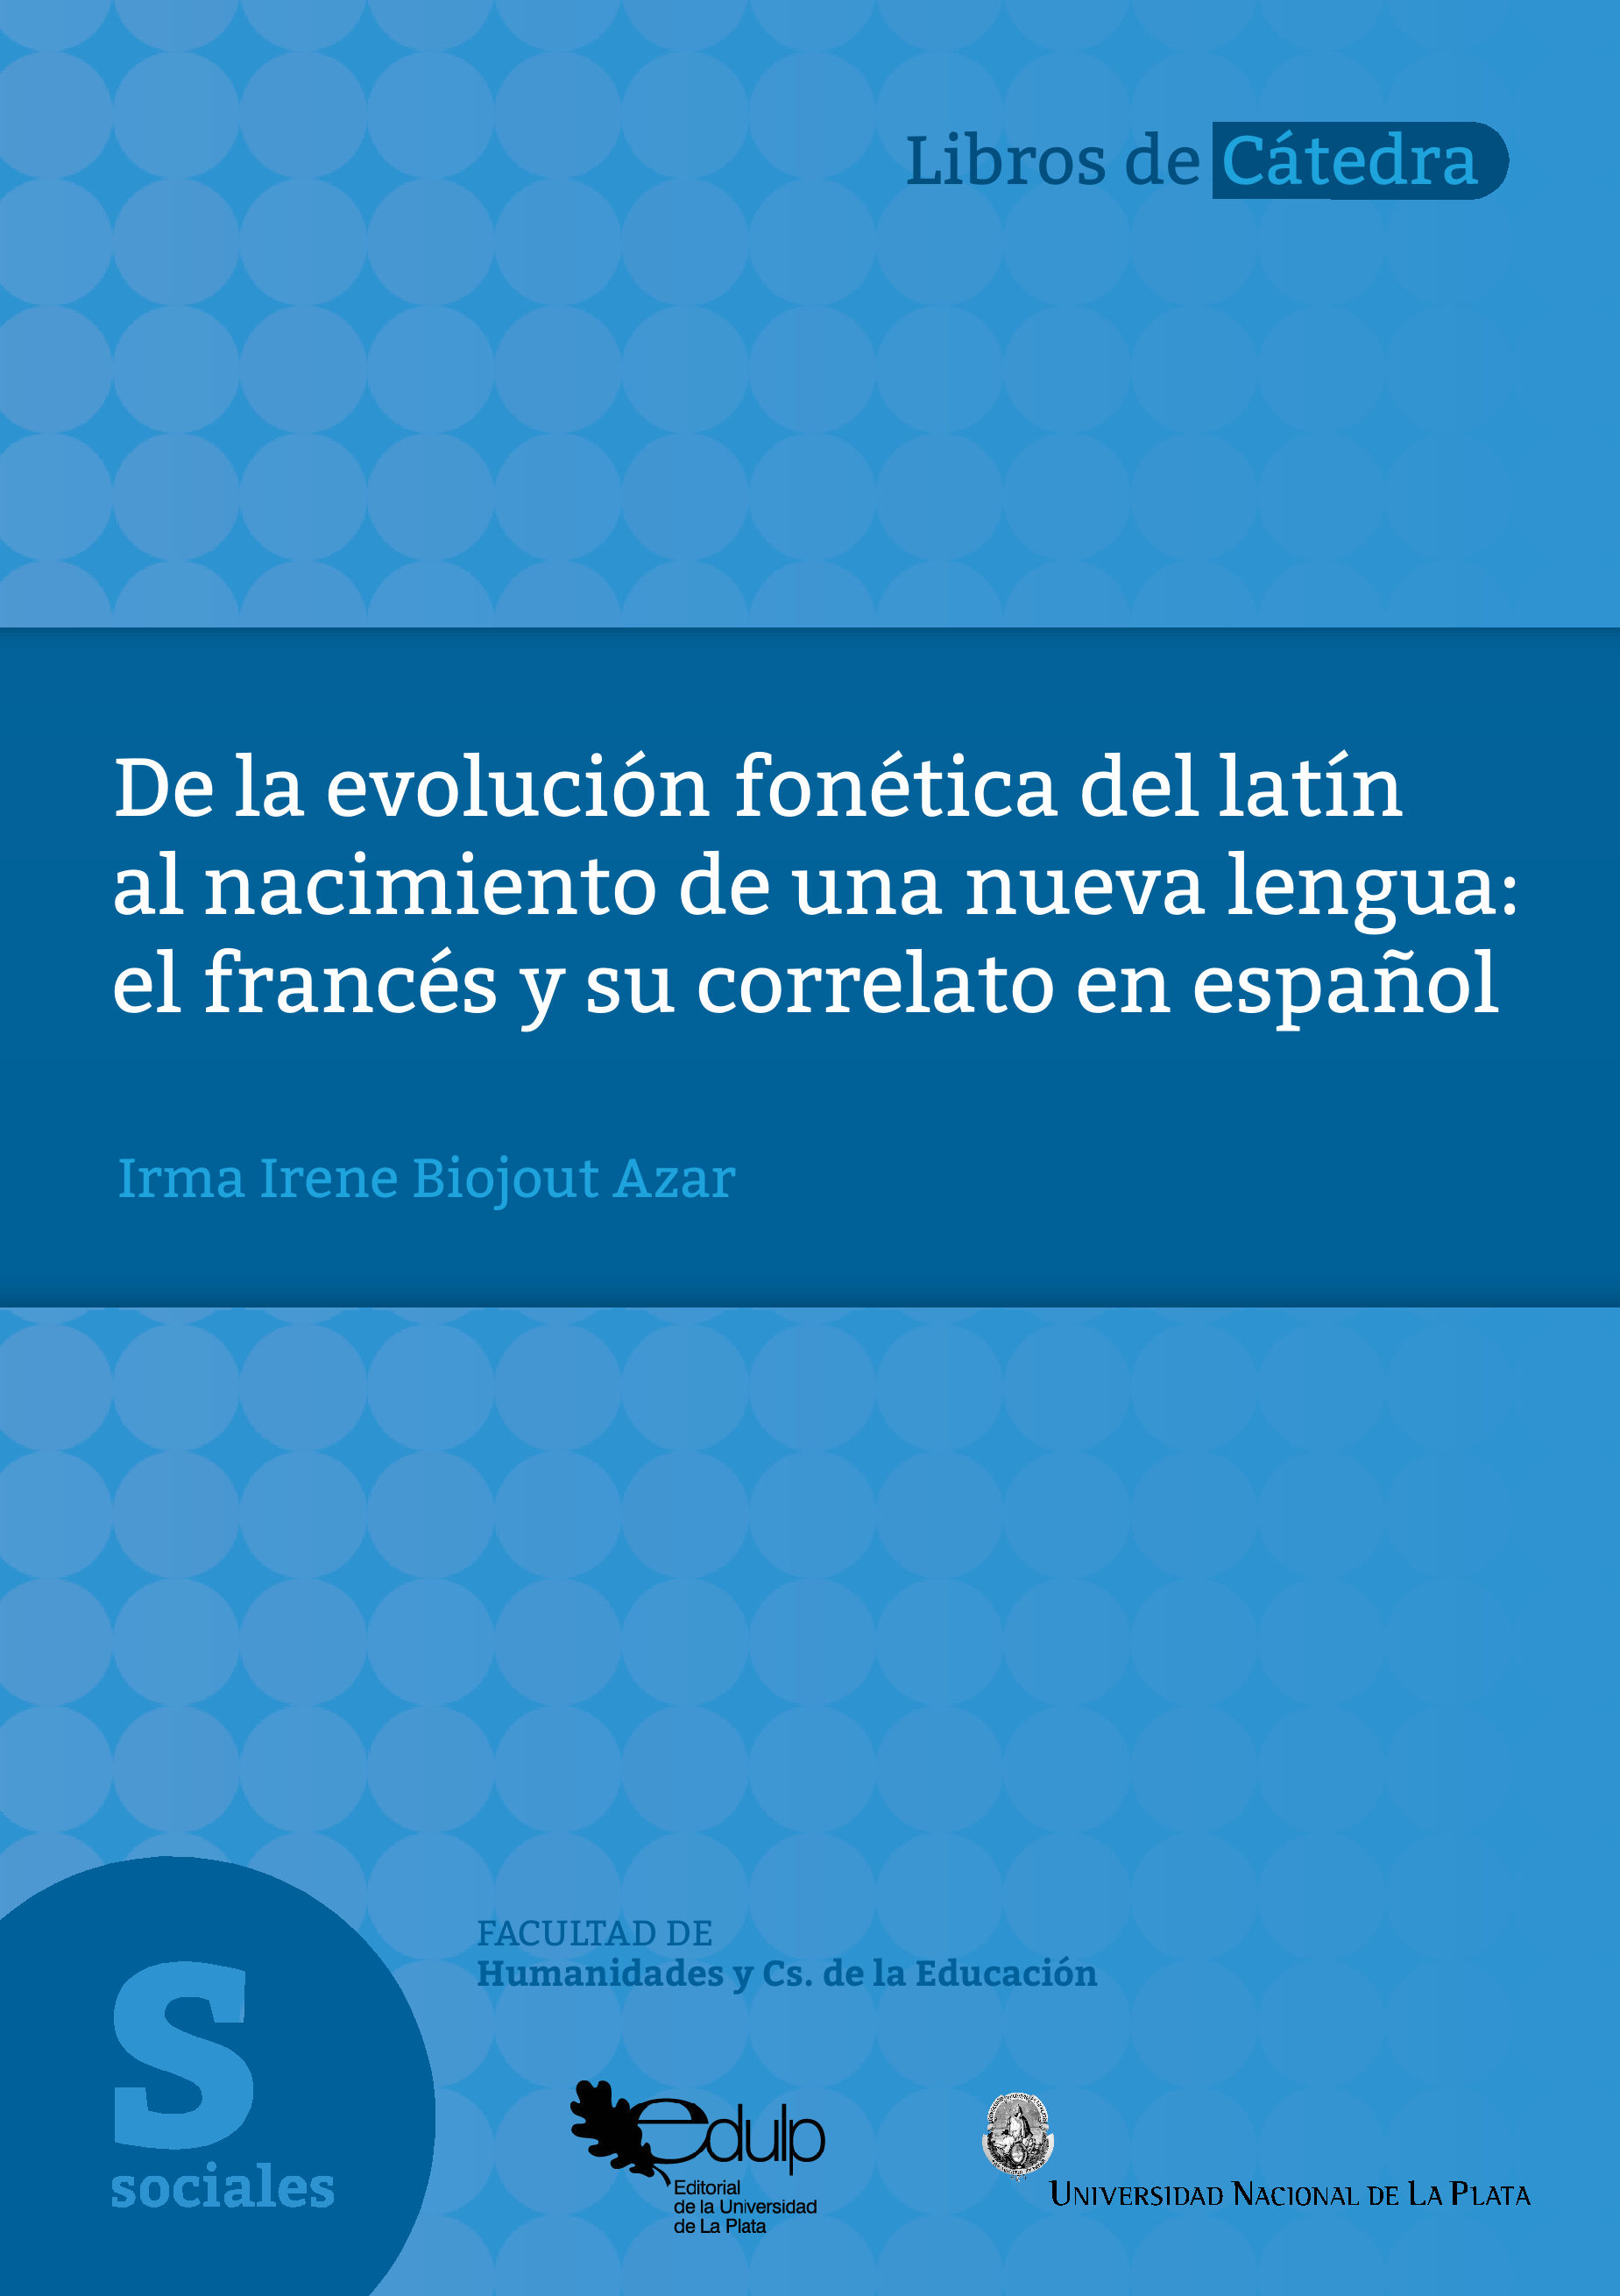 Libros de Cátedra
De la evolución fonética del latín
al nacimiento de una nueva lengua:
el francés y su correlato en español
Irma Irene Biojout Azar
FACULTAD DE
Humanidades y Cs. de la Educación
S
sociales
edulp
Editorial
de la Universidad
de La Plata
UNIVERSIDAD NACIONAL DE LA PLATA